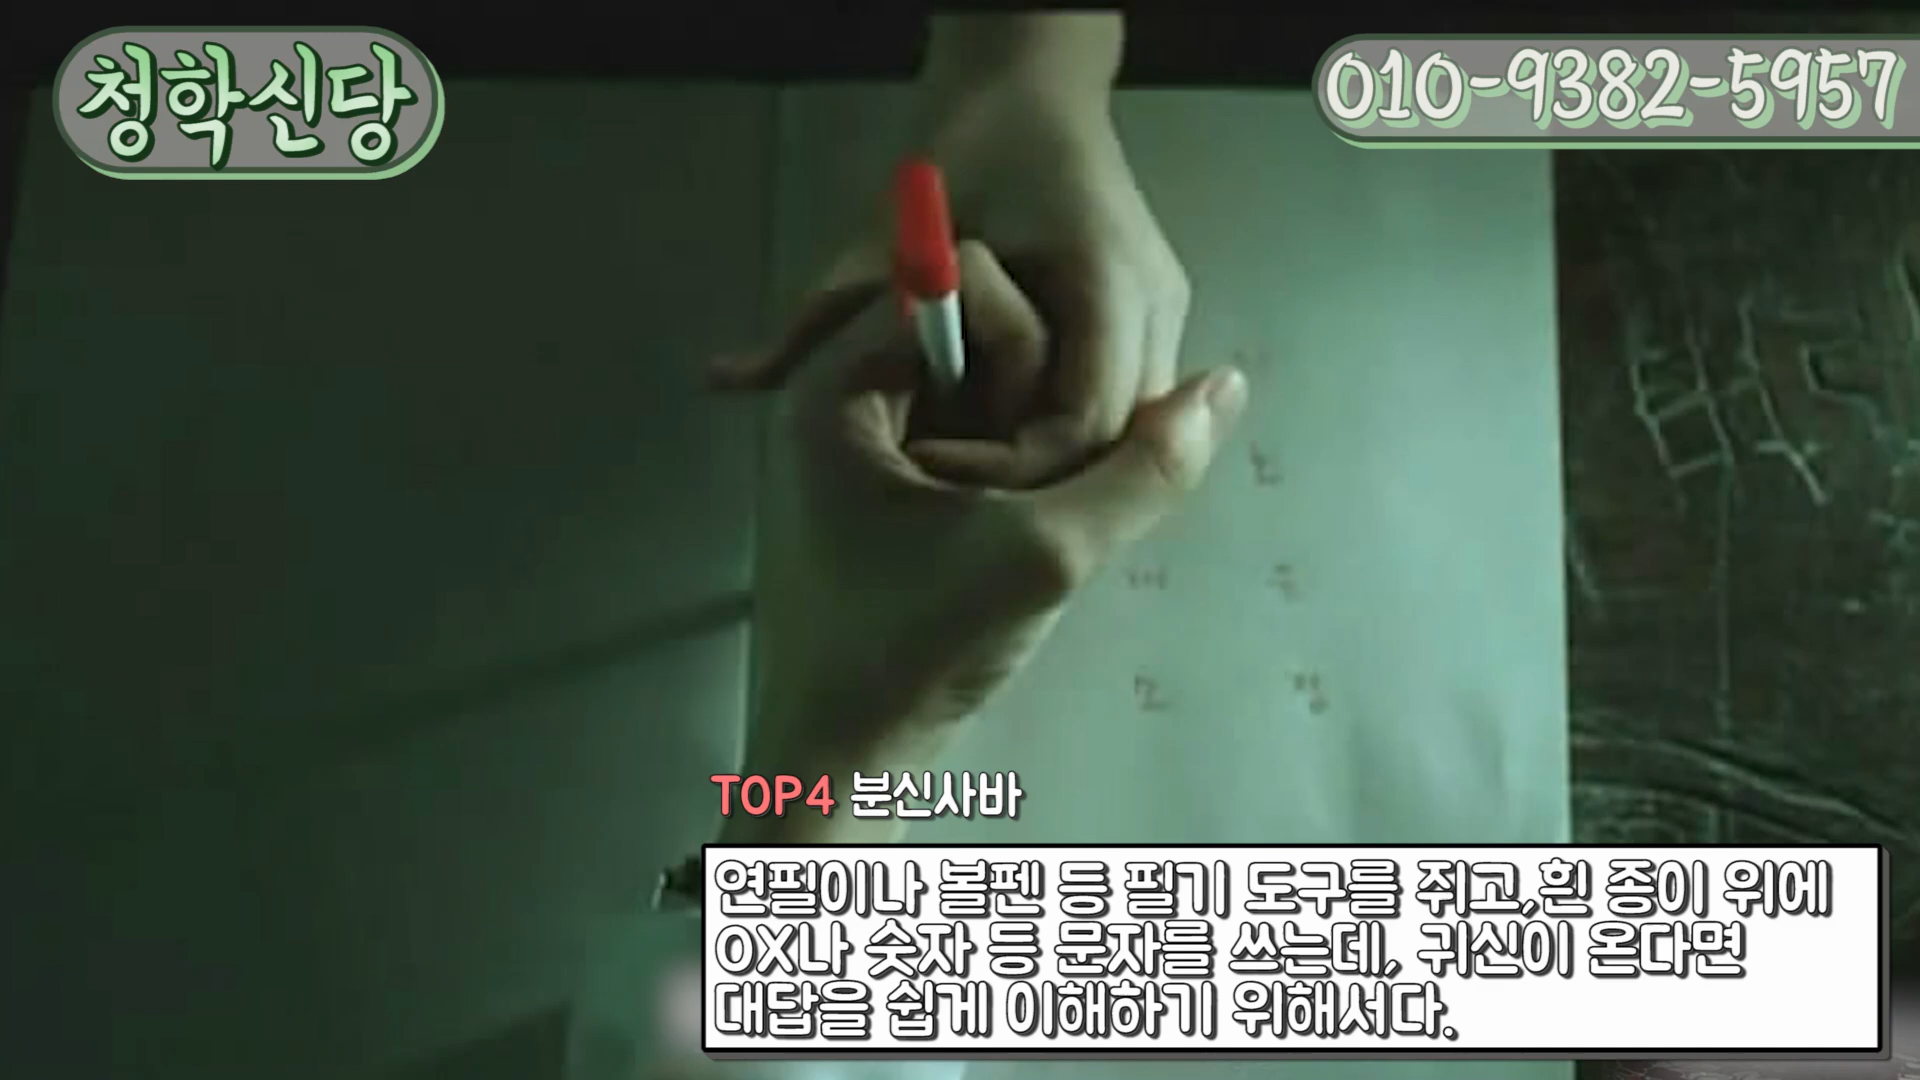 청학신당
010-9382-5957
TOP4 분신사바
연필이나 볼펜 등 필기 도구를 쥐고,흰 종이 위에
OX나 숫자 등 문자를 쓰는데, 귀신이 온다면
대답을 쉽게 이해하기 위해서다.